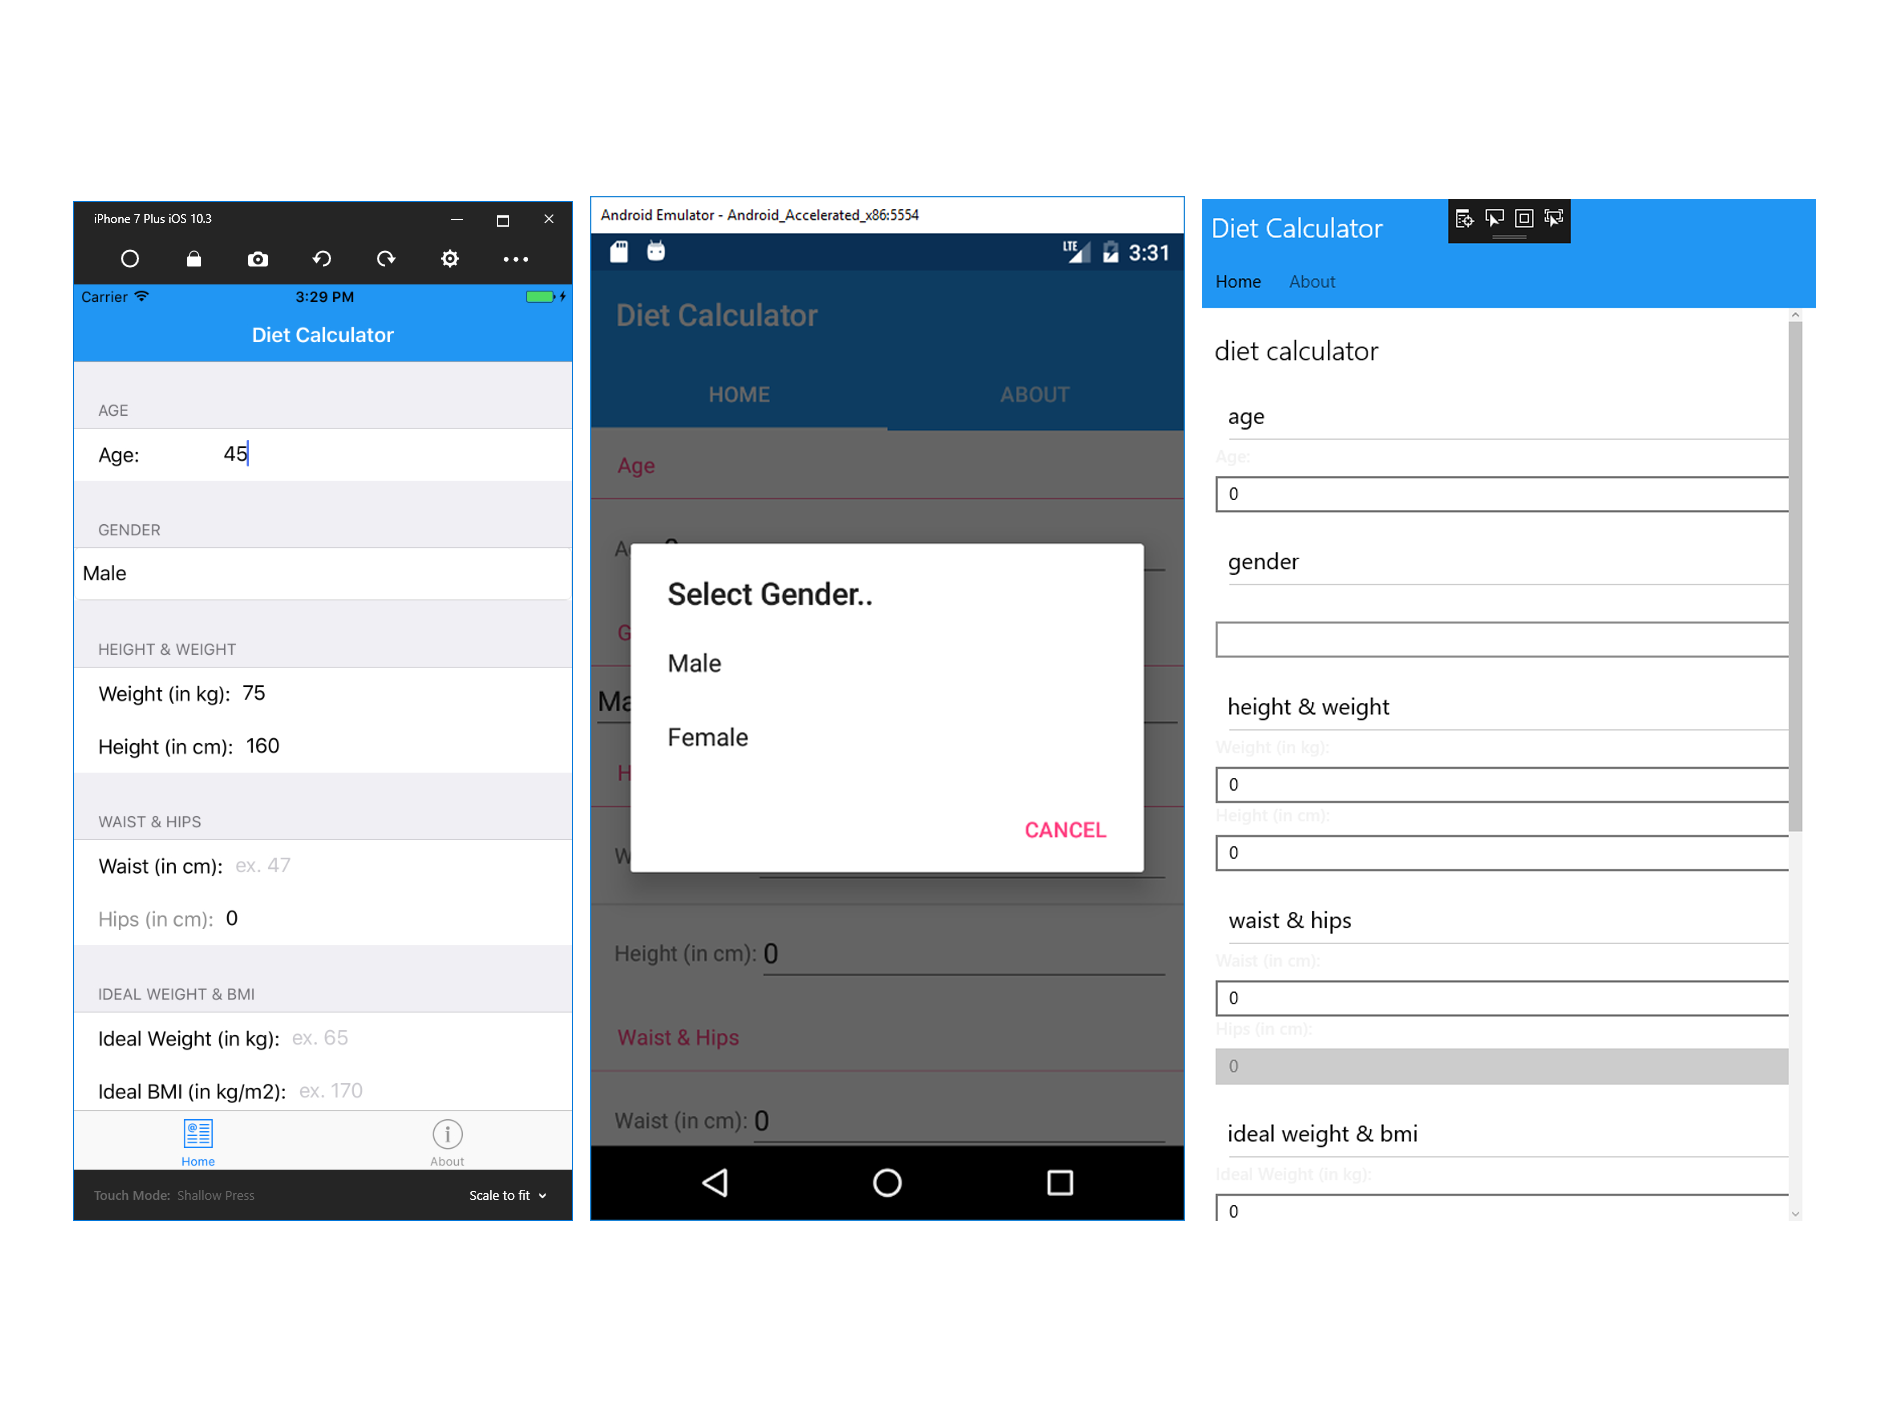 iPhone 7 Plus iOS 10.3
Carrier
3:29 PM
Diet Calculator
AGE
Age: 45
GENDER
Male
HEIGHT & WEIGHT
Weight (in kg): 75
Height (in cm): 160
WAIST & HIPS
Waist (in cm): ex. 47
Hips (in cm): 0
IDEAL WEIGHT & BMI
Ideal Weight (in kg): ex. 65
Ideal BMI (in kg/m2): ex. 170
Home
About
Touch Mode: Shallow Press
Scale to fit
Android Emulator - Android_Accelerated_x86:5554
LTE
3:31
Diet Calculator
HOME
ABOUT
Age
Select Gender..
Male
Female
CANCEL
Height (in cm): 0
Waist & Hips
Waist (in cm): 0
Diet Calculator
Home
About
diet calculator
age
Age:
0
gender
height & weight
Weight (in kg):
0
Height (in cm):
0
waist & hips
Waist (in cm):
0
Hips (in cm):
0
ideal weight & bmi
Ideal Weight (in kg):
0